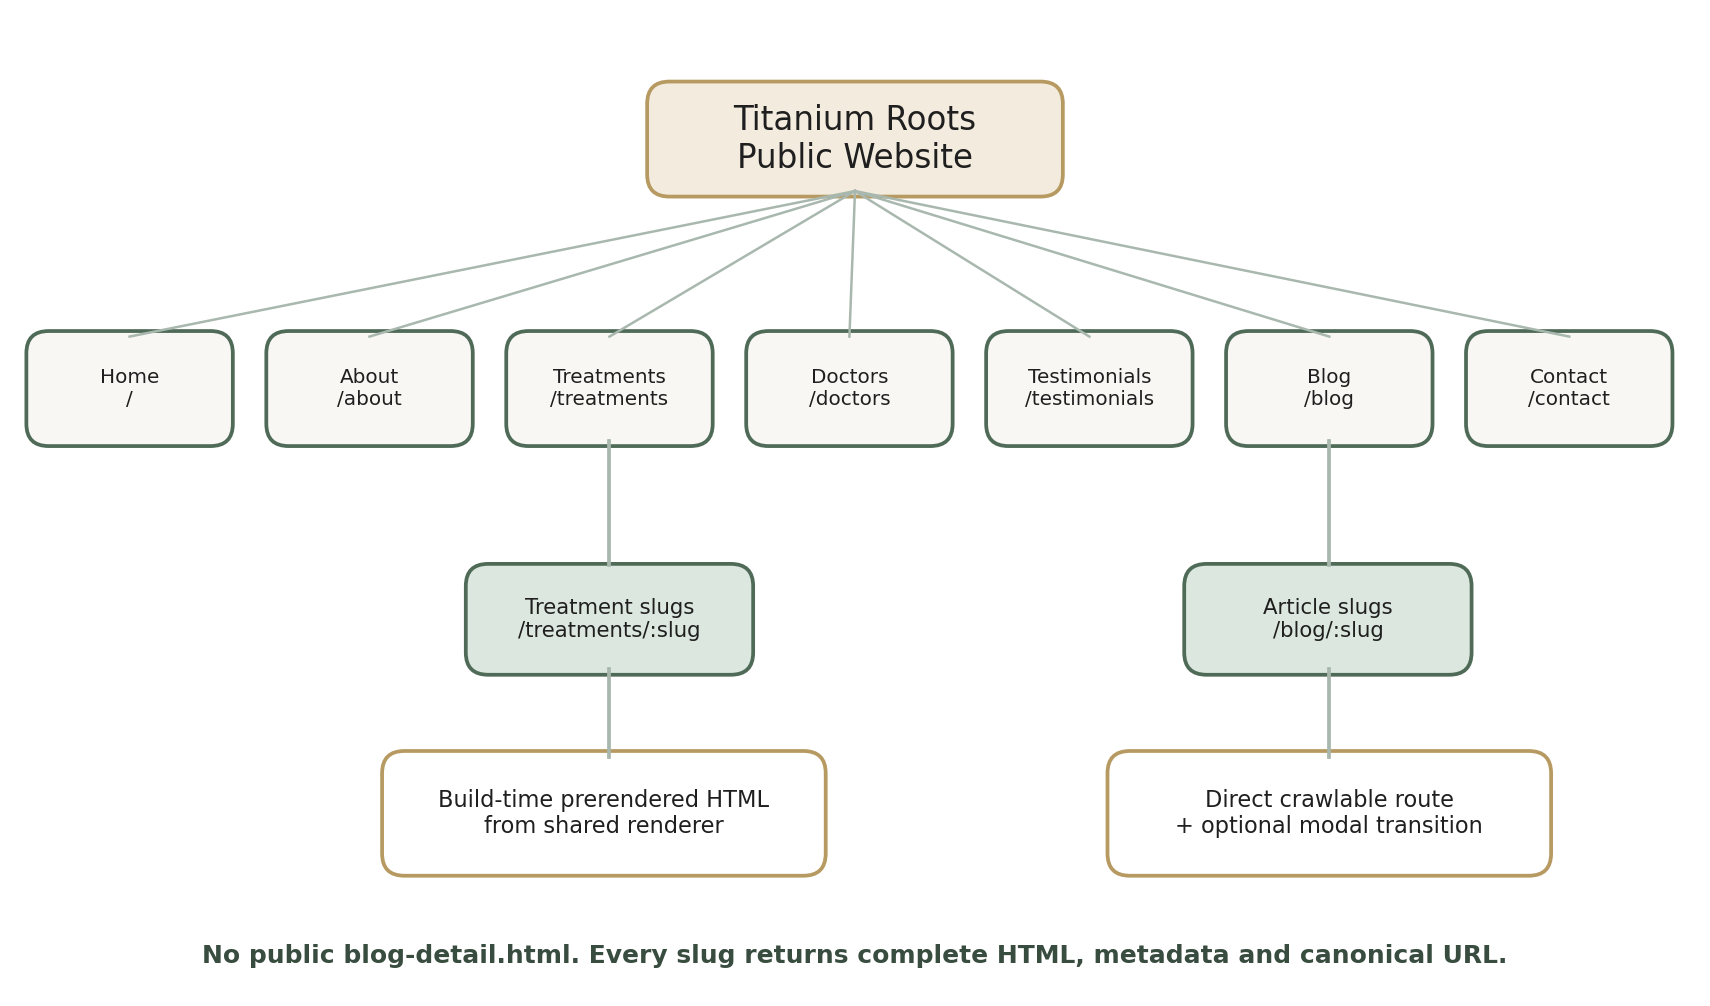 Titanium Roots
Public Website
Home
/
About
/about
Treatments
/treatments
Doctors
/doctors
Testimonials
/testimonials
Blog
/blog
Contact
/contact
Treatment slugs
/treatments/:slug
Article slugs
/blog/:slug
Build-time prerendered HTML
from shared renderer
Direct crawlable route
+ optional modal transition
No public blog-detail.html. Every slug returns complete HTML, metadata and canonical URL.